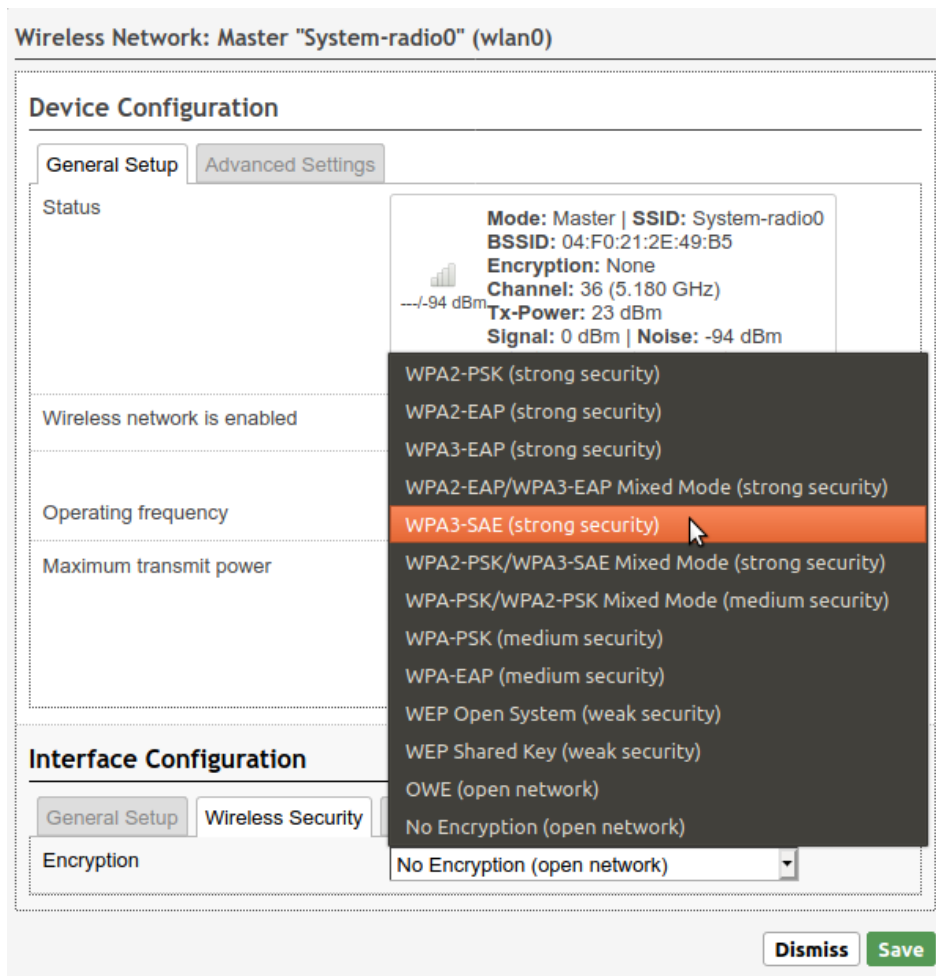 Wireless Network: Master "System-radio0" (wlan0)
Device Configuration
General Setup Advanced Settings
Status
Mode: Master | SSID: System-radio0
BSSID: 04:F0:21:2E:49:B5
Encryption: None
Channel: 36 (5.180 GHz)
---/-94 dBm
Tx-Power: 23 dBm
Signal: 0 dBm | Noise: -94 dBm
WPA2-PSK (strong security)
WPA2-EAP (strong security)
Wireless network is enabled
WPA3-EAP (strong security)
WPA2-EAP/WPA3-EAP Mixed Mode (strong security)
Operating frequency
WPA3-SAE (strong security)
Maximum transmit power
WPA2-PSK/WPA3-SAE Mixed Mode (strong security)
WPA-PSK/WPA2-PSK Mixed Mode (medium security)
WPA-PSK (medium security)
WPA-EAP (medium security)
WEP Open System (weak security)
WEP Shared Key (weak security)
OWE (open network)
No Encryption (open network)
Interface Configuration
General Setup Wireless Security
Encryption
No Encryption (open network)
Dismiss Save